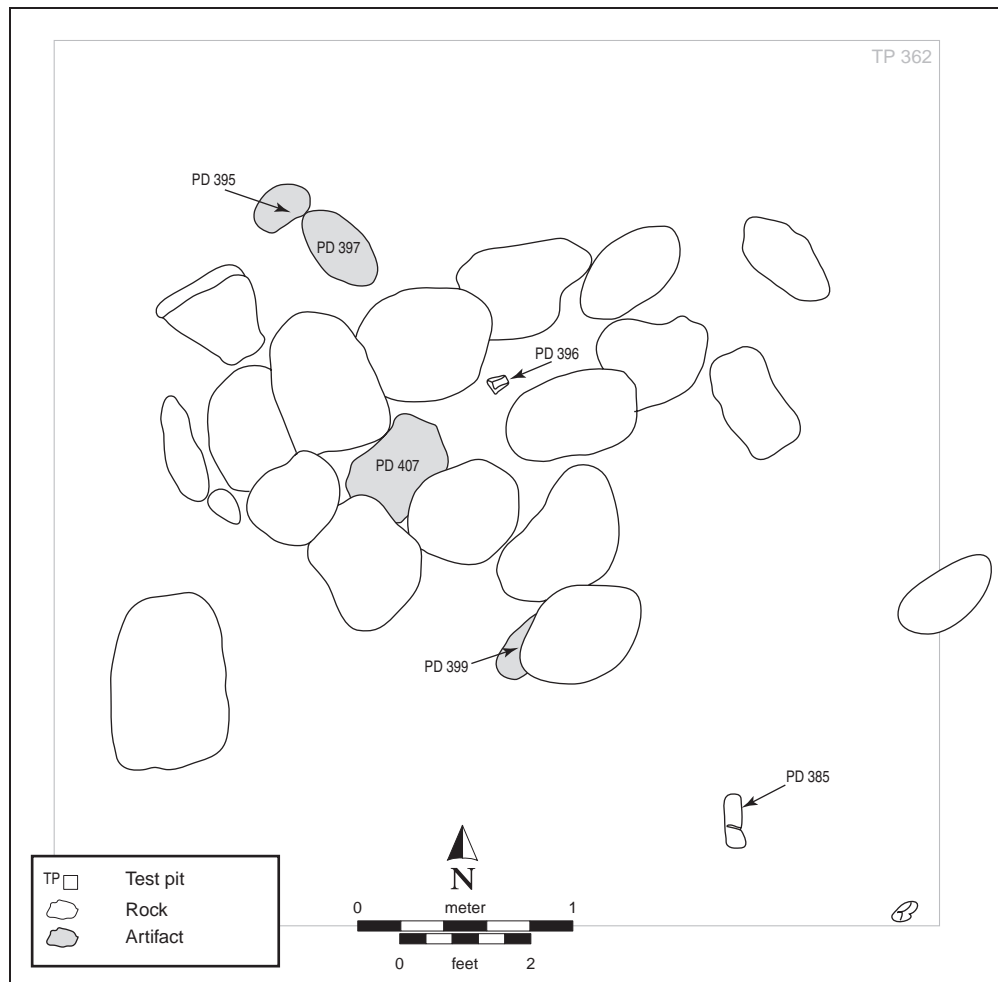 TP 362
PD 395
PD 397
PD 396
PD 407
PD 399
PD 385
N
0 meter 1
0 feet 2
TP Test pit
Rock
Artifact